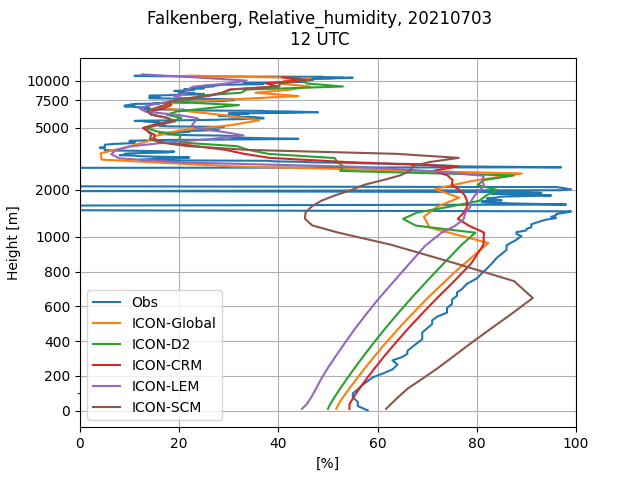 Falkenberg, Relative_humidity, 20210703
12 UTC
10000
7500
5000
2000
1000
800
600
400
200
0
Height [m]
Obs
ICON-Global
ICON-D2
ICON-CRM
ICON-LEM
ICON-SCM
0 20 40 60 80 100
[%]